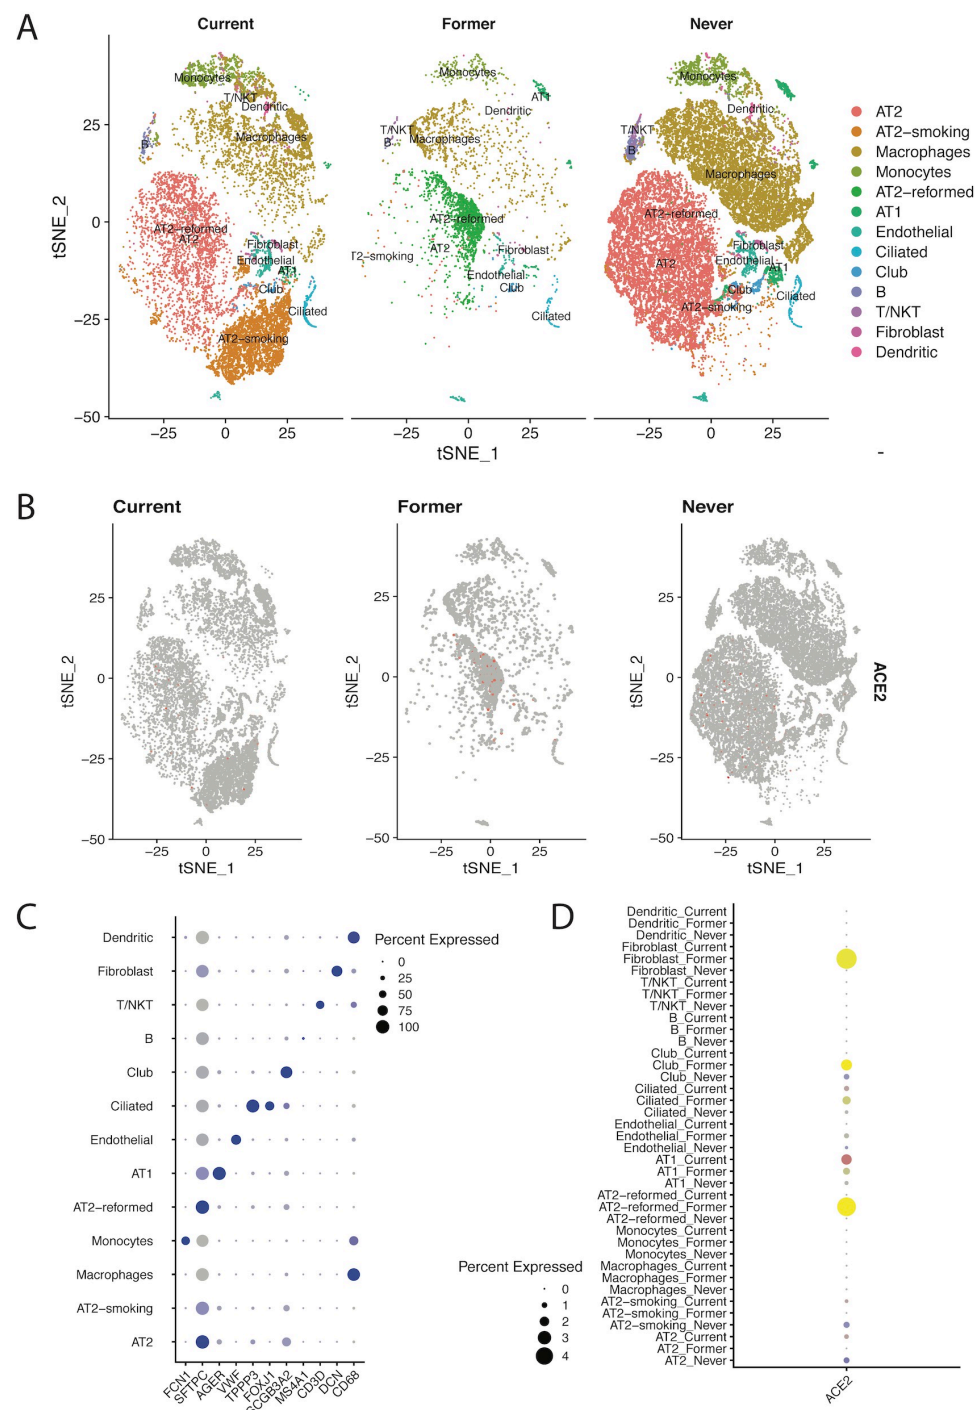 A
Current
Former
Never
Monocytes
T/NKT
Dendritic
B
Macrophages
AT2-reformed
AT2
Fibroblast
Endothelial
AT1
Club
Ciliated
AT2-smoking
Monocytes
AT1
Dendritic
T/NKT
B
Macrophages
AT2-reformed
AT2
T2-smoking
Fibroblast
Endothelial
Club
Ciliated
Monocytes
Dendritic
T/NKT
B
Macrophages
AT2-reformed
AT2
Fibroblast
Endothelial
AT1
Club
Ciliated
AT2-smoking
tSNE_2
25
0
−25
−50
−25 0 25
−25 0 25
−25 0 25
tSNE_1
AT2
AT2−smoking
Macrophages
Monocytes
AT2−reformed
AT1
Endothelial
Ciliated
Club
B
T/NKT
Fibroblast
Dendritic
-
B
Current
Former
Never
tSNE_2
25
0
−25
−50
−25 0 25
tSNE_1
tSNE_2
25
0
−25
−50
−25 0 25
tSNE_1
tSNE_2
25
0
−25
−50
−25 0 25
tSNE_1
ACE2
C
Dendritic
Fibroblast
T/NKT
B
Club
Ciliated
Endothelial
AT1
AT2−reformed
Monocytes
Macrophages
AT2−smoking
AT2
FCN1
SFTPC
AGER
VWF
TPPP3
FOXJ1
SCGB3A2
MS4A1
CD3D
DCN
CD68
Percent Expressed
0
25
50
75
100
D
Dendritic_Current
Dendritic_Former
Dendritic_Never
Fibroblast_Current
Fibroblast_Former
Fibroblast_Never
T/NKT_Current
T/NKT_Former
T/NKT_Never
B_Current
B_Former
B_Never
Club_Current
Club_Former
Club_Never
Ciliated_Current
Ciliated_Former
Ciliated_Never
Endothelial_Current
Endothelial_Former
Endothelial_Never
AT1_Current
AT1_Former
AT1_Never
AT2−reformed_Current
AT2−reformed_Former
AT2−reformed_Never
Monocytes_Current
Monocytes_Former
Monocytes_Never
Macrophages_Current
Macrophages_Former
Macrophages_Never
AT2−smoking_Current
AT2−smoking_Former
AT2−smoking_Never
AT2_Current
AT2_Former
AT2_Never
ACE2
Percent Expressed
0
1
2
3
4